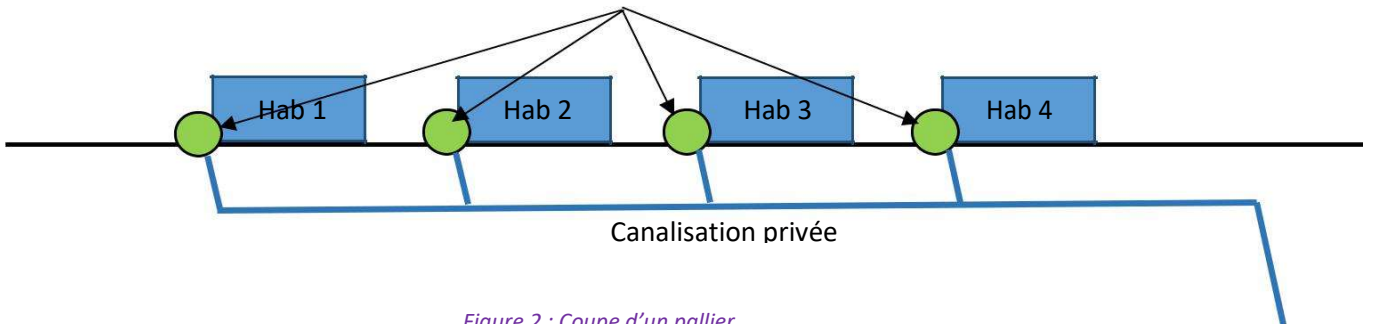 Hab 1 Hab 2 Hab 3 Hab 4
Canalisation privée
Figure 2 : Coupe d'un pallier